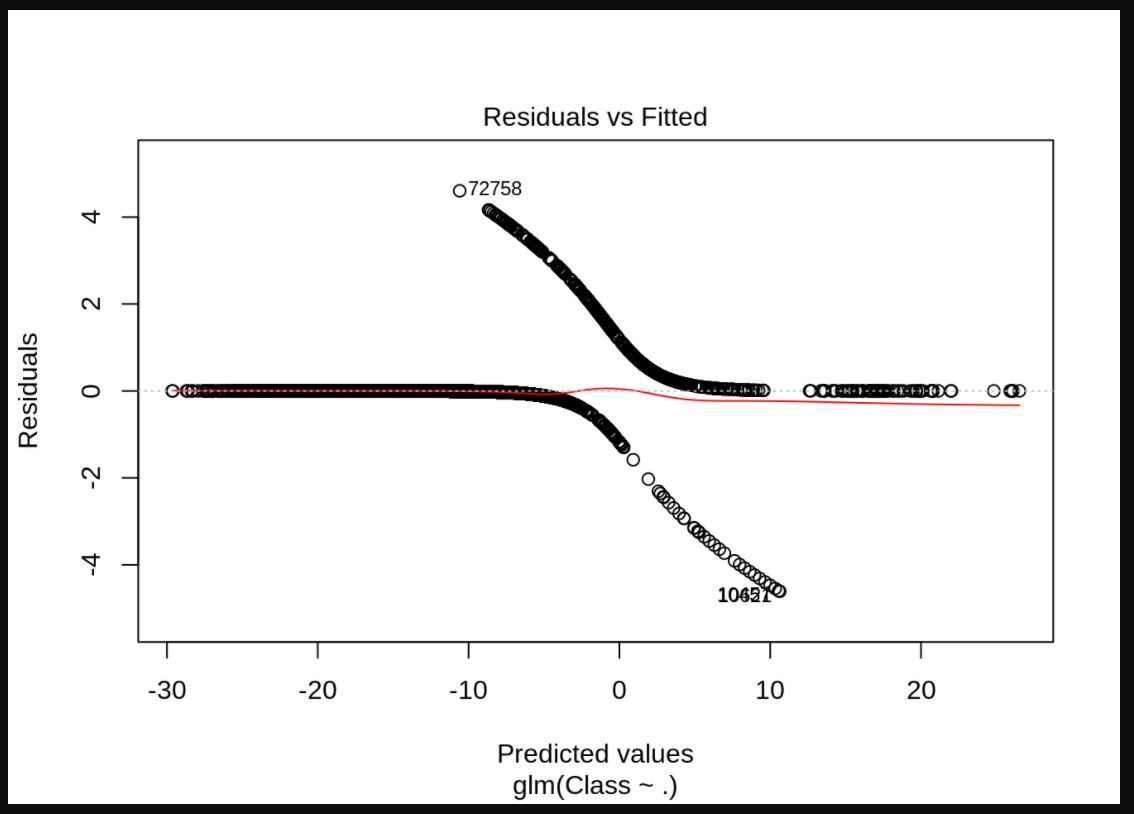 Residuals vs Fitted
72758
4
2
0
-2
-4
Residuals
-30 -20 -10 0 10 20
Predicted values
glm(Class ~ .)